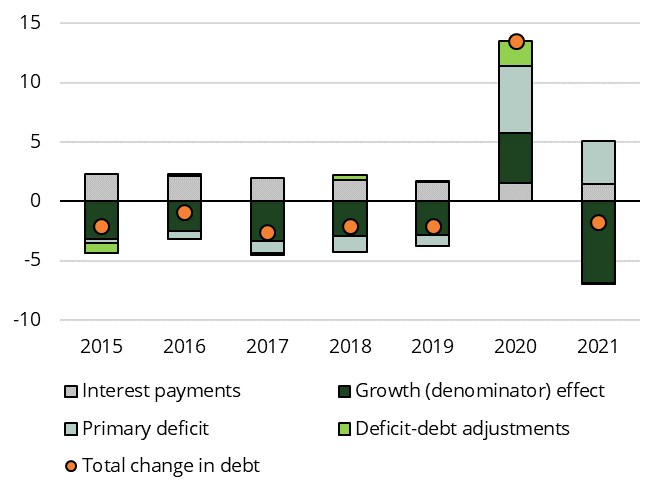 15
10
5
0
-5
-10
2015 2016 2017 2018 2019 2020 2021
Interest payments Growth (denominator) effect
Primary deficit Deficit-debt adjustments
Total change in debt